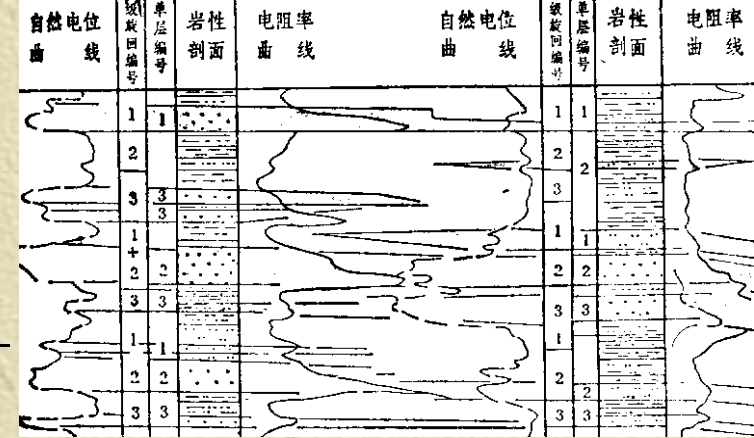 自然电位
曲 线
级旋回编号
单层编号
岩性
剖面
电阻率
曲 线
自然电位
曲 线
级旋回编号
单层编号
岩性
剖面
电阻率
曲 线
1 1 1 1
2 2
2
3 3 3
3
1 1 1
+
2 2 2 2
3 3 3 3
1 1 1
2 2 2
2
3 3 3 3